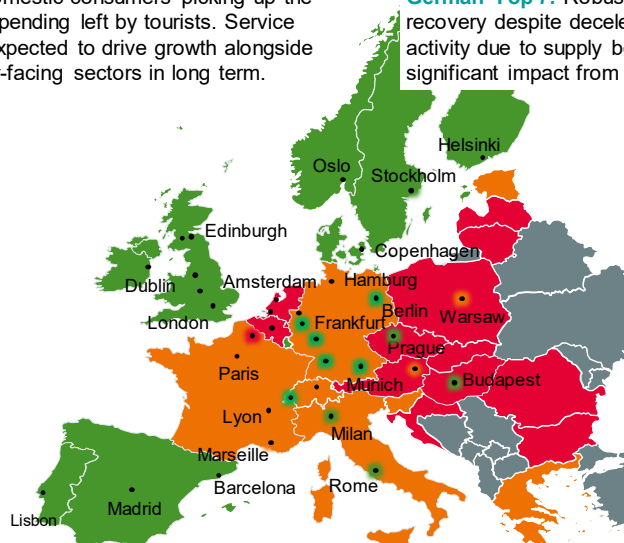 domestic consumers picking up the
spending left by tourists. Service
expected to drive growth alongside
-facing sectors in long term.
German Top 7: Robus
recovery despite decele
activity due to supply b
significant impact from
Helsinki
Oslo
Stockholm
Edinburgh
Copenhagen
Dublin
Amsterdam
Hamburg
Berlin
London
Frankfurt
Warsaw
Prague
Paris
Munich
Budapest
Lyon
Milan
Marseille
Barcelona
Rome
Madrid
Lisbon